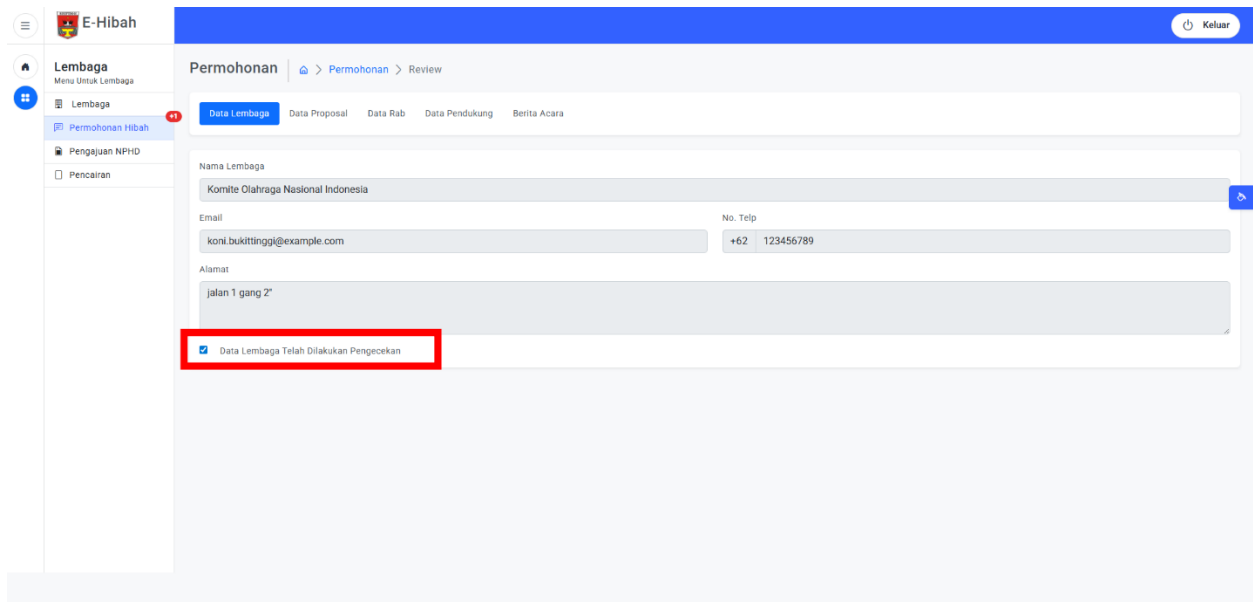 E-Hibah
Keluar
Lembaga
Menu Untuk Lembaga
Lembaga
Permohonan Hibah
+1
Pengajuan NPHD
Pencairan
Permohonan > Permohonan > Review
Data Lembaga Data Proposal Data Rab Data Pendukung Berita Acara
Nama Lembaga
Komite Olahraga Nasional Indonesia
Email No. Telp
koni.bukittinggi@example.com +62 123456789
Alamat
jalan 1 gang 2"
Data Lembaga Telah Dilakukan Pengecekan